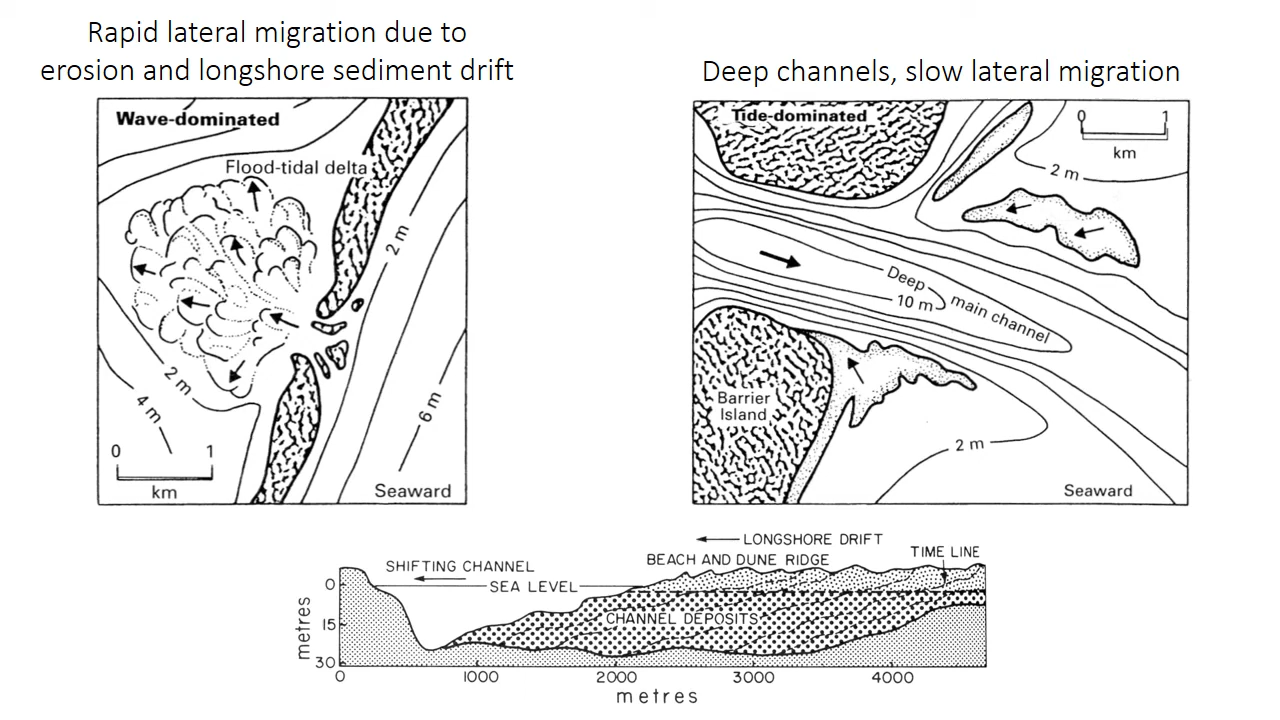 Rapid lateral migration due to
erosion and longshore sediment drift
Deep channels, slow lateral migration
Wave-dominated
Flood-tidal delta
2 m
2 m
4 m
6 m
0 1
km
Seaward
Tide-dominated
0 1
km
2 m
Deep main channel
10 m
Barrier
Island
2 m
Seaward
LONGSHORE DRIFT
SHIFTING CHANNEL
BEACH AND DUNE RIDGE
TIME LINE
SEA LEVEL
CHANNEL DEPOSITS
metres
0
15
30
0 1000 2000 3000 4000
metres